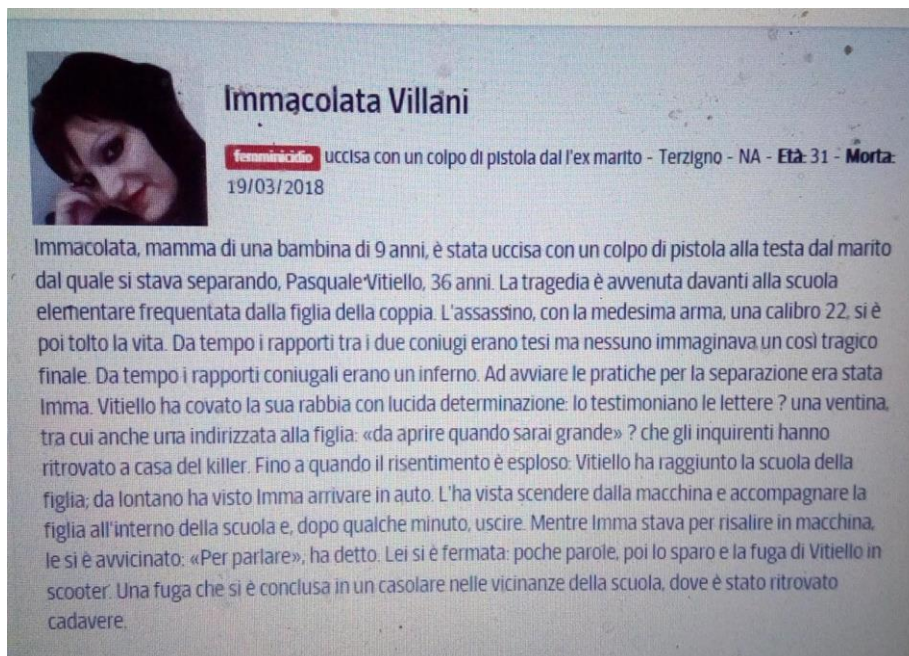 Immacolata Villani
femminicidio uccisa con un colpo di pistola dal l'ex marito - Terzigno - NA - Età: 31 - Morta:
19/03/2018
Immacolata, mamma di una bambina di 9 anni, è stata uccisa con un colpo di pistola alla testa dal marito
dal quale si stava separando, Pasquale Vitiello, 36 anni. La tragedia è avvenuta davanti alla scuola
elementare frequentata dalla figlia della coppia. L'assassino, con la medesima arma, una calibro 22, si è
poi tolto la vita. Da tempo i rapporti tra i due coniugi erano tesi ma nessuno immaginava un così tragico
finale. Da tempo i rapporti coniugali erano un inferno. Ad avviare le pratiche per la separazione era stata
Imma. Vitiello ha covato la sua rabbia con lucida determinazione: lo testimoniano le lettere ? una ventina,
tra cui anche una indirizzata alla figlia: «da aprire quando sarai grande» ? che gli inquirenti hanno
ritrovato a casa del killer. Fino a quando il risentimento è esploso: Vitiello ha raggiunto la scuola della
figlia; da lontano ha visto Imma arrivare in auto. L'ha vista scendere dalla macchina e accompagnare la
figlia all'interno della scuola e, dopo qualche minuto, uscire. Mentre Imma stava per risalire in macchina,
le si è avvicinato: «Per parlare», ha detto. Lei si è fermata: poche parole, poi lo sparo e la fuga di Vitiello in
scooter. Una fuga che si è conclusa in un casolare nelle vicinanze della scuola, dove è stato ritrovato
cadavere.